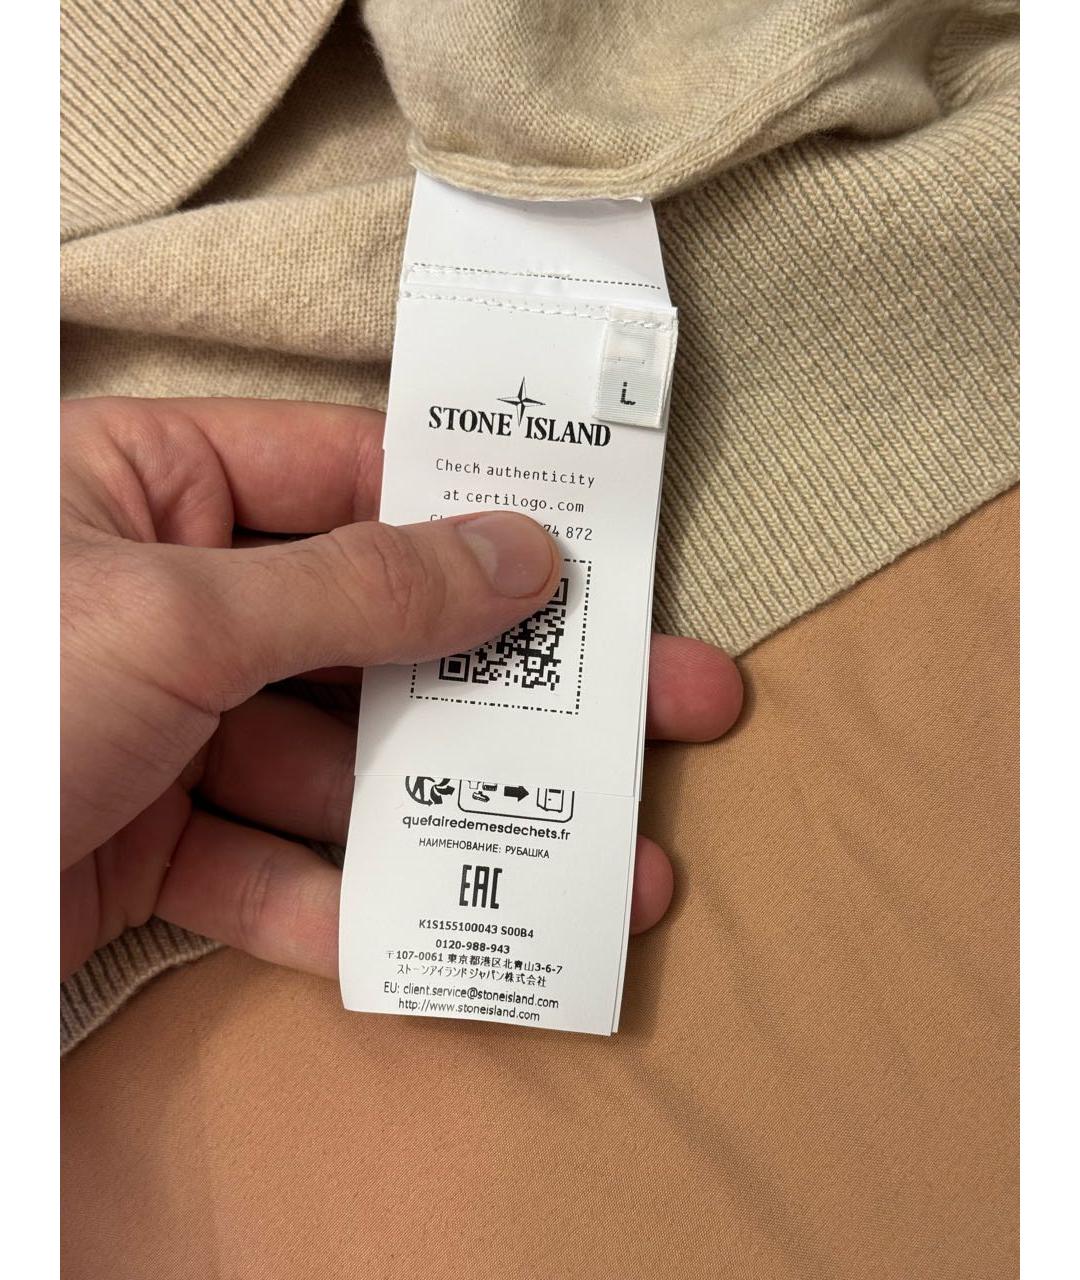 L
STONE ISLAND
Check authenticity
at certilogo.com
74 872
quefairedemesdechets.fr
НАИМЕНОВАНИЕ: РУБАШКА
EAC
K1S155100043 S00B4
0120-988-943
〒107-0061 東京都港区北青山3-6-7
ストーンアイランドジャパン株式会社
EU: client.service@stoneisland.com
http://www.stoneisland.com